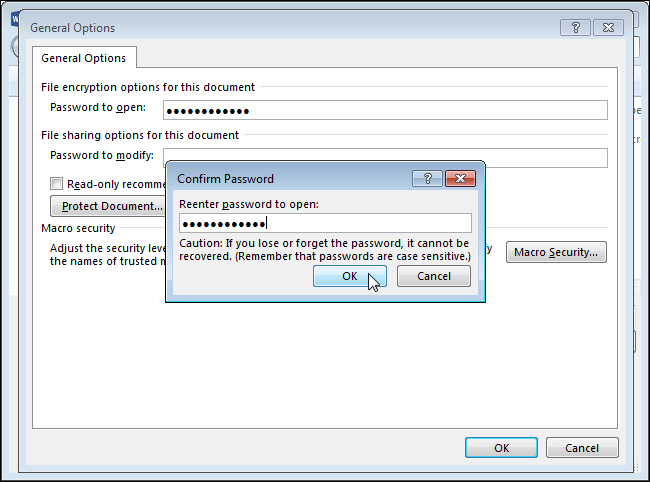 W
General Options
?
General Options
File encryption options for this document
Password to open:
●●●●●●●●●●●●
File sharing options for this document
Password to modify:
Read-only recomme
Protect Document...
Macro security
Adjust the security leve
the names of trusted m
Macro Security...
Confirm Password
?
Reenter password to open:
●●●●●●●●●●●●
Caution: If you lose or forget the password, it cannot be
recovered. (Remember that passwords are case sensitive.)
OK Cancel
OK Cancel